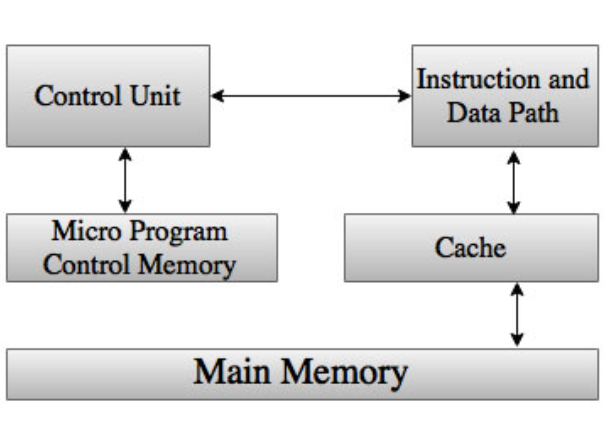 Control Unit
Instruction and
Data Path
Micro Program
Control Memory
Cache
Main Memory